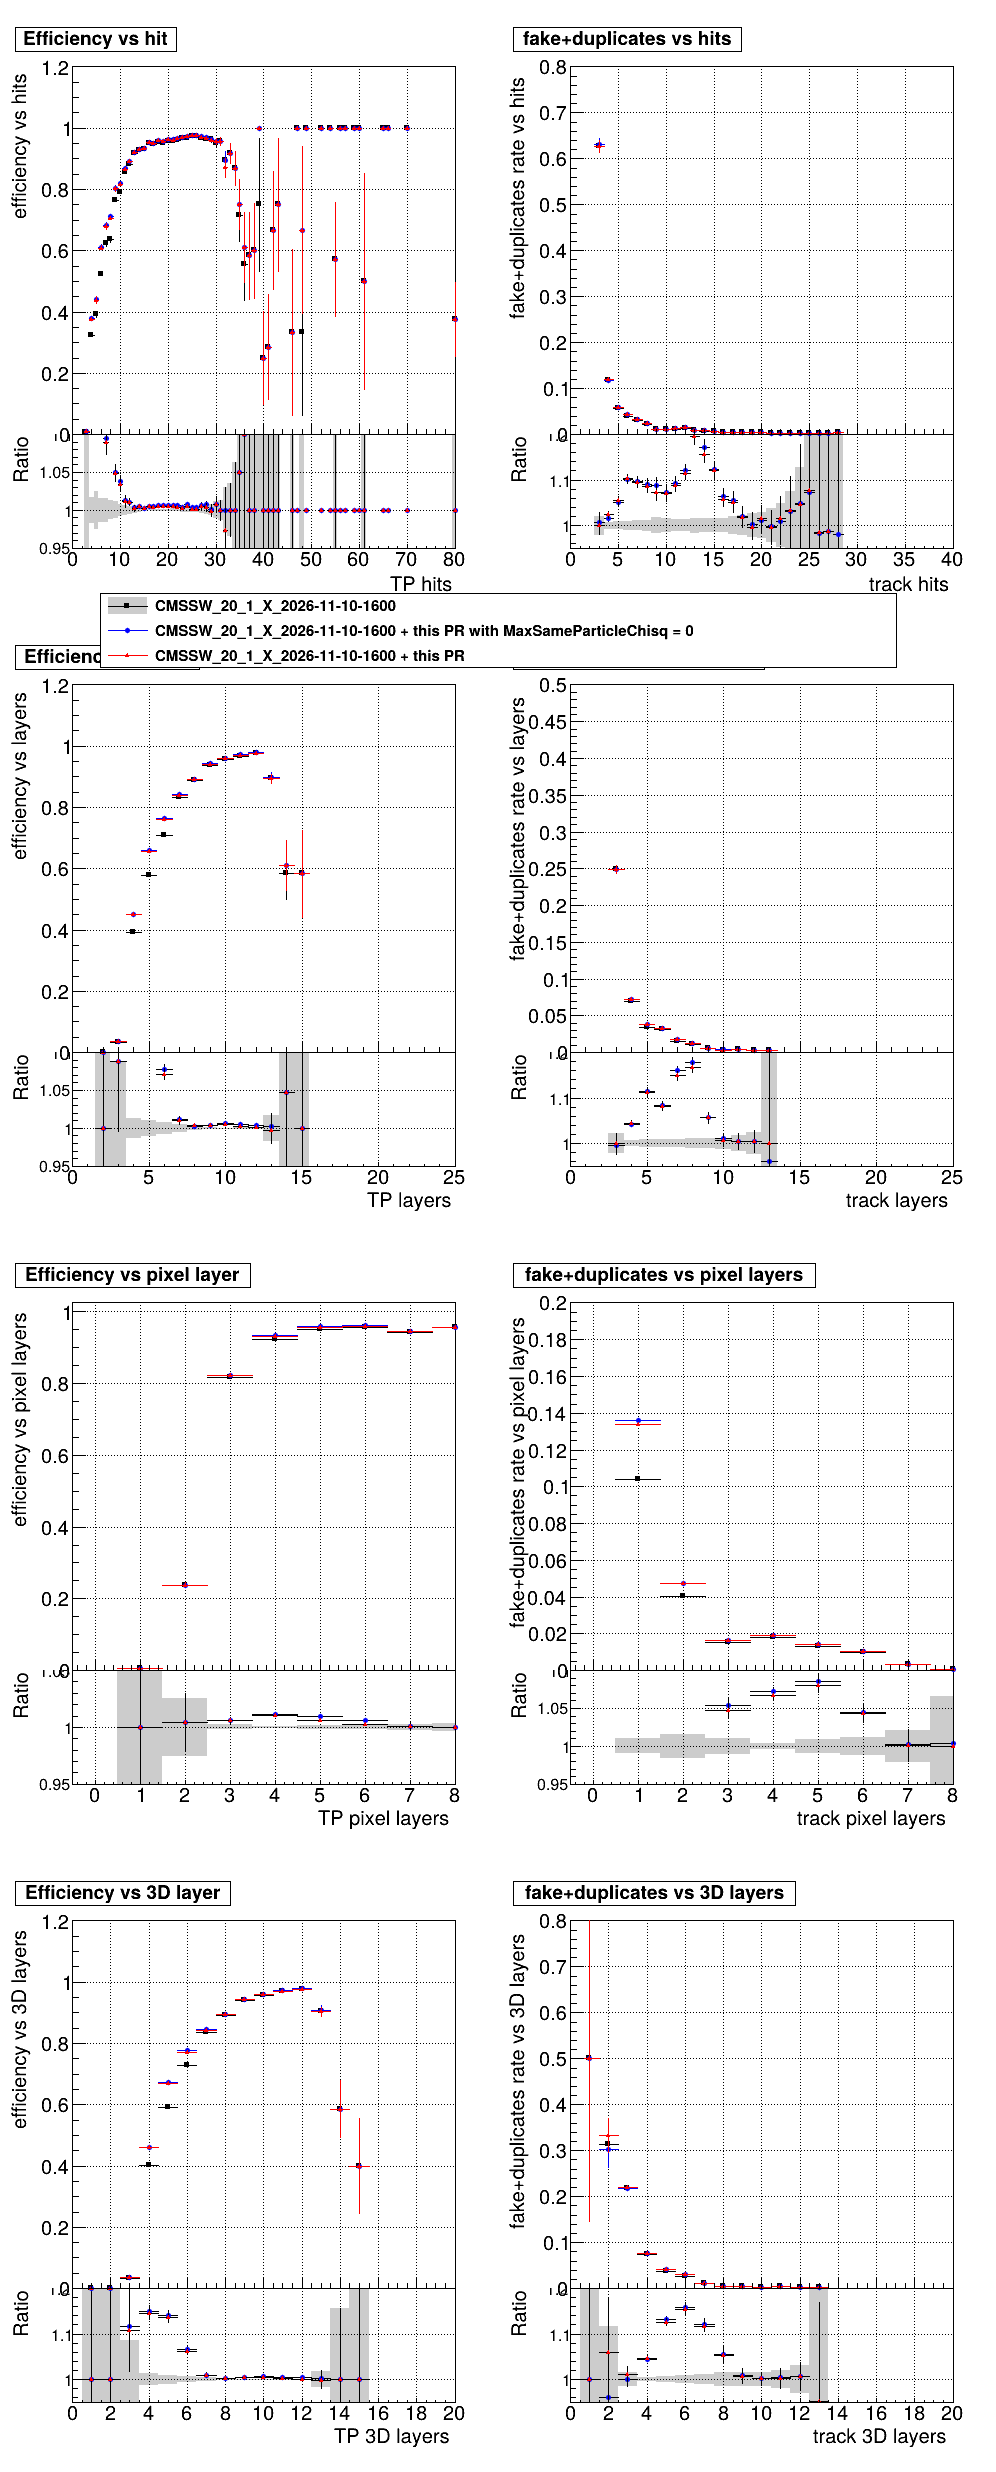 Efficiency vs hit
fake+duplicates vs hits
efficiency vs hits
1.2
1
0.8
0.6
0.4
0.2
0
Ratio
1.05
1
0.95
0 10 20 30 40 50 60 70 80
TP hits
fake+duplicates rate vs hits
0.8
0.7
0.6
0.5
0.4
0.3
0.2
0.1
0
Ratio
1.1
1
0 5 10 15 20 25 30 35 40
track hits
CMSSW_20_1_X_2026-11-10-1600
CMSSW_20_1_X_2026-11-10-1600 + this PR with MaxSameParticleChisq = 0
CMSSW_20_1_X_2026-11-10-1600 + this PR
efficiency vs layers
1.2
1
0.8
0.6
0.4
0.2
0
Ratio
1.05
1
0.95
0 5 10 15 20 25
TP layers
fake+duplicates rate vs layers
0.5
0.45
0.4
0.35
0.3
0.25
0.2
0.15
0.1
0.05
0
Ratio
1.1
1
0 5 10 15 20 25
track layers
Efficiency vs pixel layer
fake+duplicates vs pixel layers
efficiency vs pixel layers
1
0.8
0.6
0.4
0.2
0
Ratio
1
0.95
0 1 2 3 4 5 6 7 8
TP pixel layers
fake+duplicates rate vs pixel layers
0.2
0.18
0.16
0.14
0.12
0.1
0.08
0.06
0.04
0.02
0
Ratio
1.05
1
0.95
0 1 2 3 4 5 6 7 8
track pixel layers
Efficiency vs 3D layer
fake+duplicates vs 3D layers
efficiency vs 3D layers
1.2
1
0.8
0.6
0.4
0.2
0
Ratio
1.1
1
0 2 4 6 8 10 12 14 16 18 20
TP 3D layers
fake+duplicates rate vs 3D layers
0.8
0.7
0.6
0.5
0.4
0.3
0.2
0.1
0
Ratio
1.1
1
0 2 4 6 8 10 12 14 16 18 20
track 3D layers